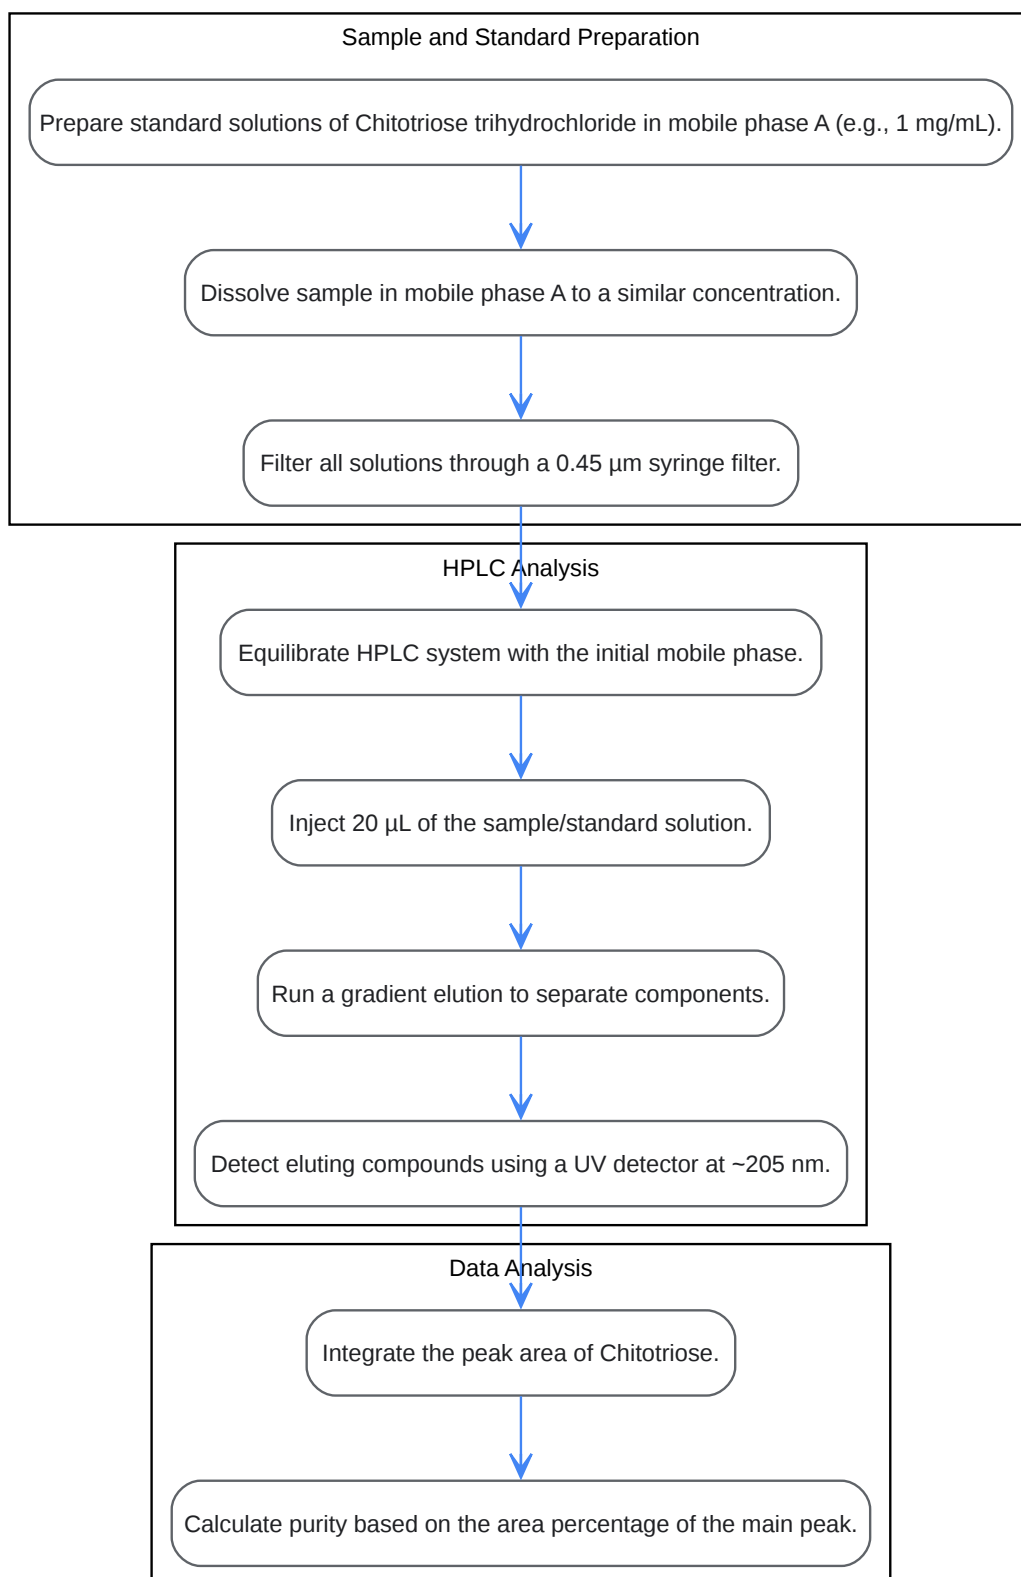 Sample and Standard Preparation
Prepare standard solutions of Chitotriose trihydrochloride in mobile phase A (e.g., 1 mg/mL).
Dissolve sample in mobile phase A to a similar concentration.
Filter all solutions through a 0.45 µm syringe filter.
HPLC Analysis
Equilibrate HPLC system with the initial mobile phase.
Inject 20 µL of the sample/standard solution.
Run a gradient elution to separate components.
Detect eluting compounds using a UV detector at ~205 nm.
Data Analysis
Integrate the peak area of Chitotriose.
Calculate purity based on the area percentage of the main peak.